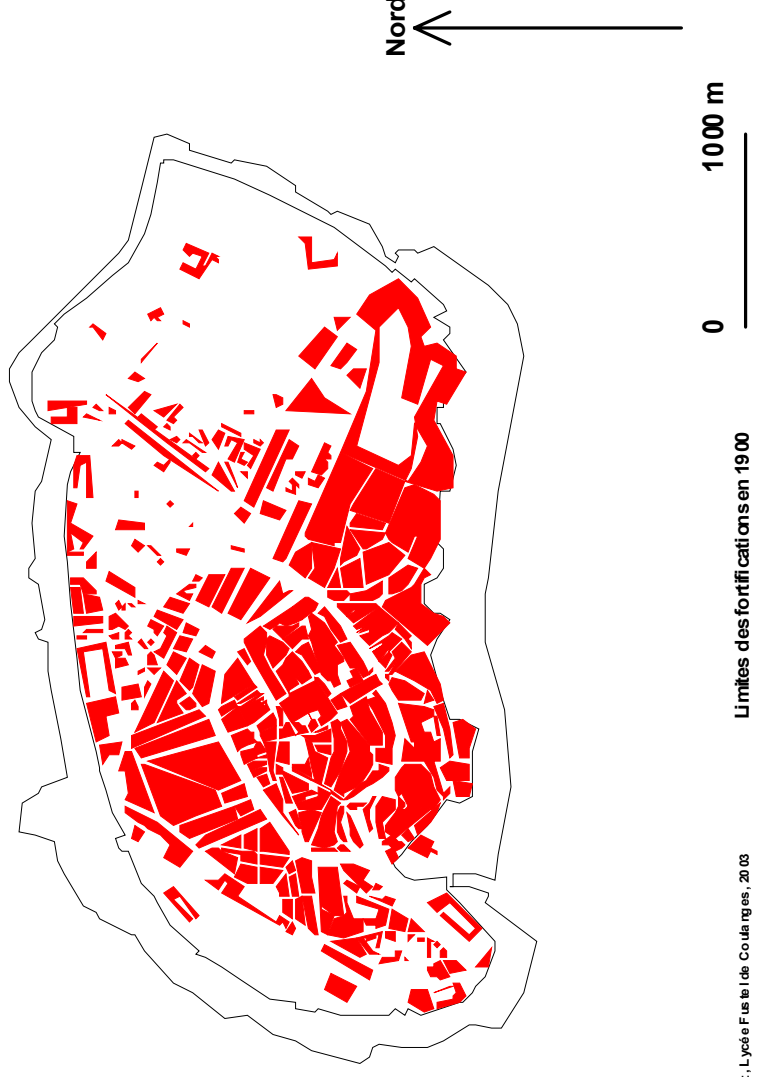 Nord
0 1000 m
Limites des fortifications en 1900
, Lycée Fustel de Coulanges, 2003